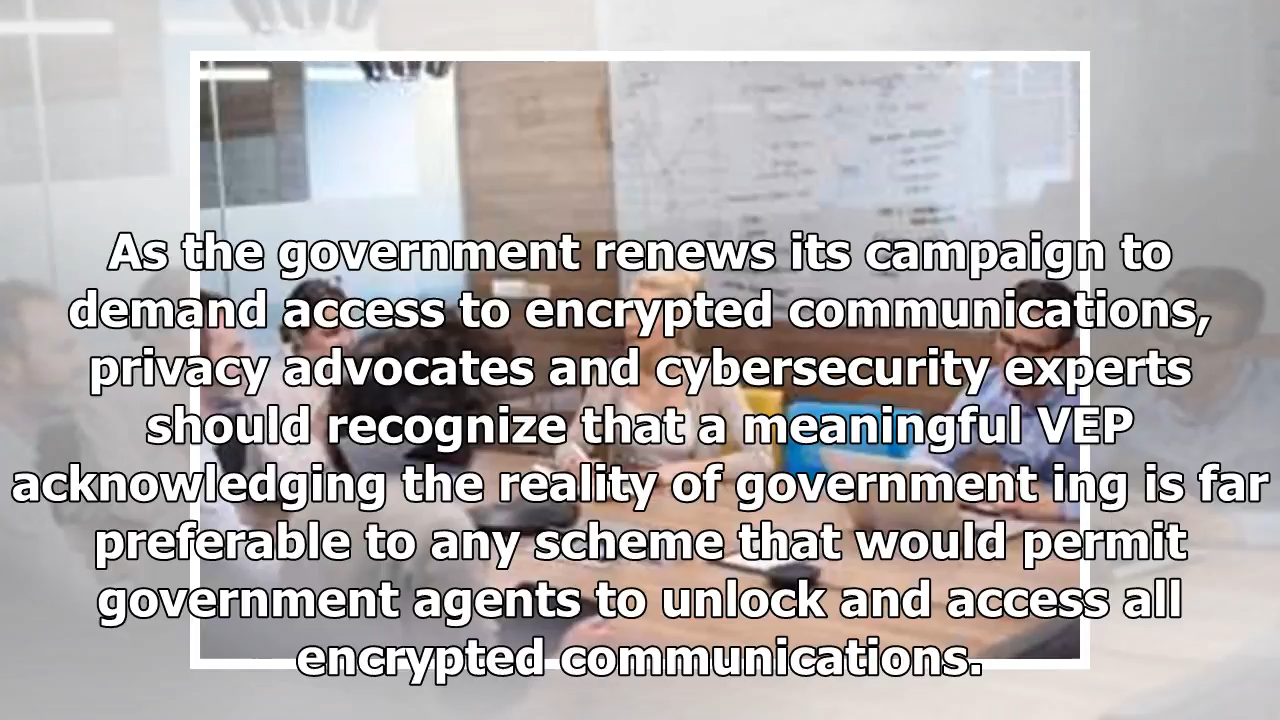 As the government renews its campaign to
demand access to encrypted communications,
privacy advocates and cybersecurity experts
should recognize that a meaningful VEP
acknowledging the reality of government ing is far
preferable to any scheme that would permit
government agents to unlock and access all
encrypted communications.